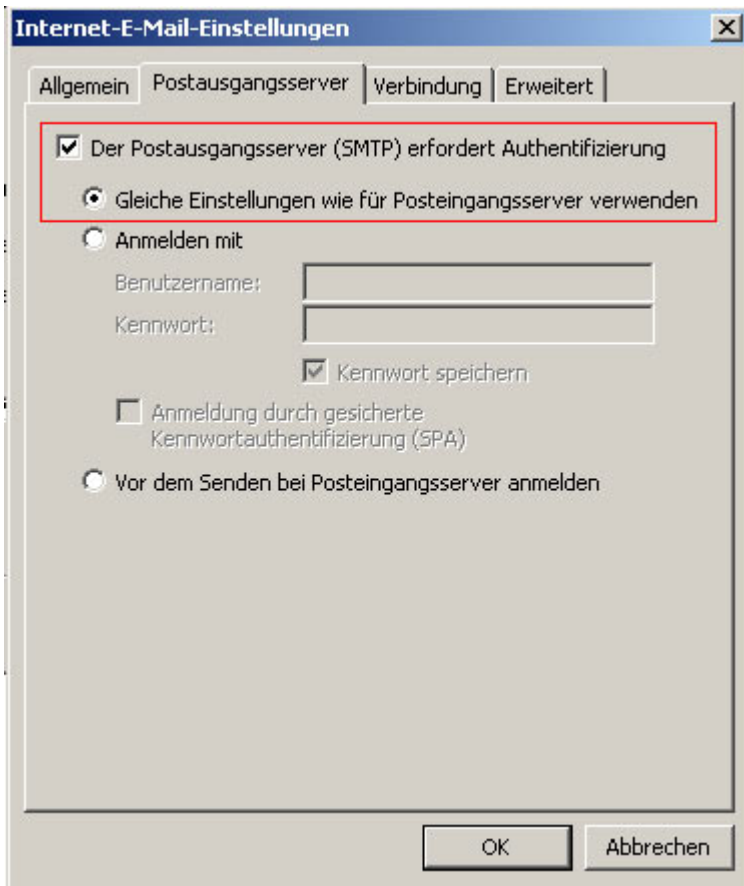 Internet-E-Mail-Einstellungen
Allgemein Postausgangsserver Verbindung Erweitert
Der Postausgangsserver (SMTP) erfordert Authentifizierung
Gleiche Einstellungen wie für Posteingangsserver verwenden
Anmelden mit
Benutzername:
Kennwort:
Kennwort speichern
Anmeldung durch gesicherte
Kennwortauthentifizierung (SPA)
Vor dem Senden bei Posteingangsserver anmelden
OK Abbrechen